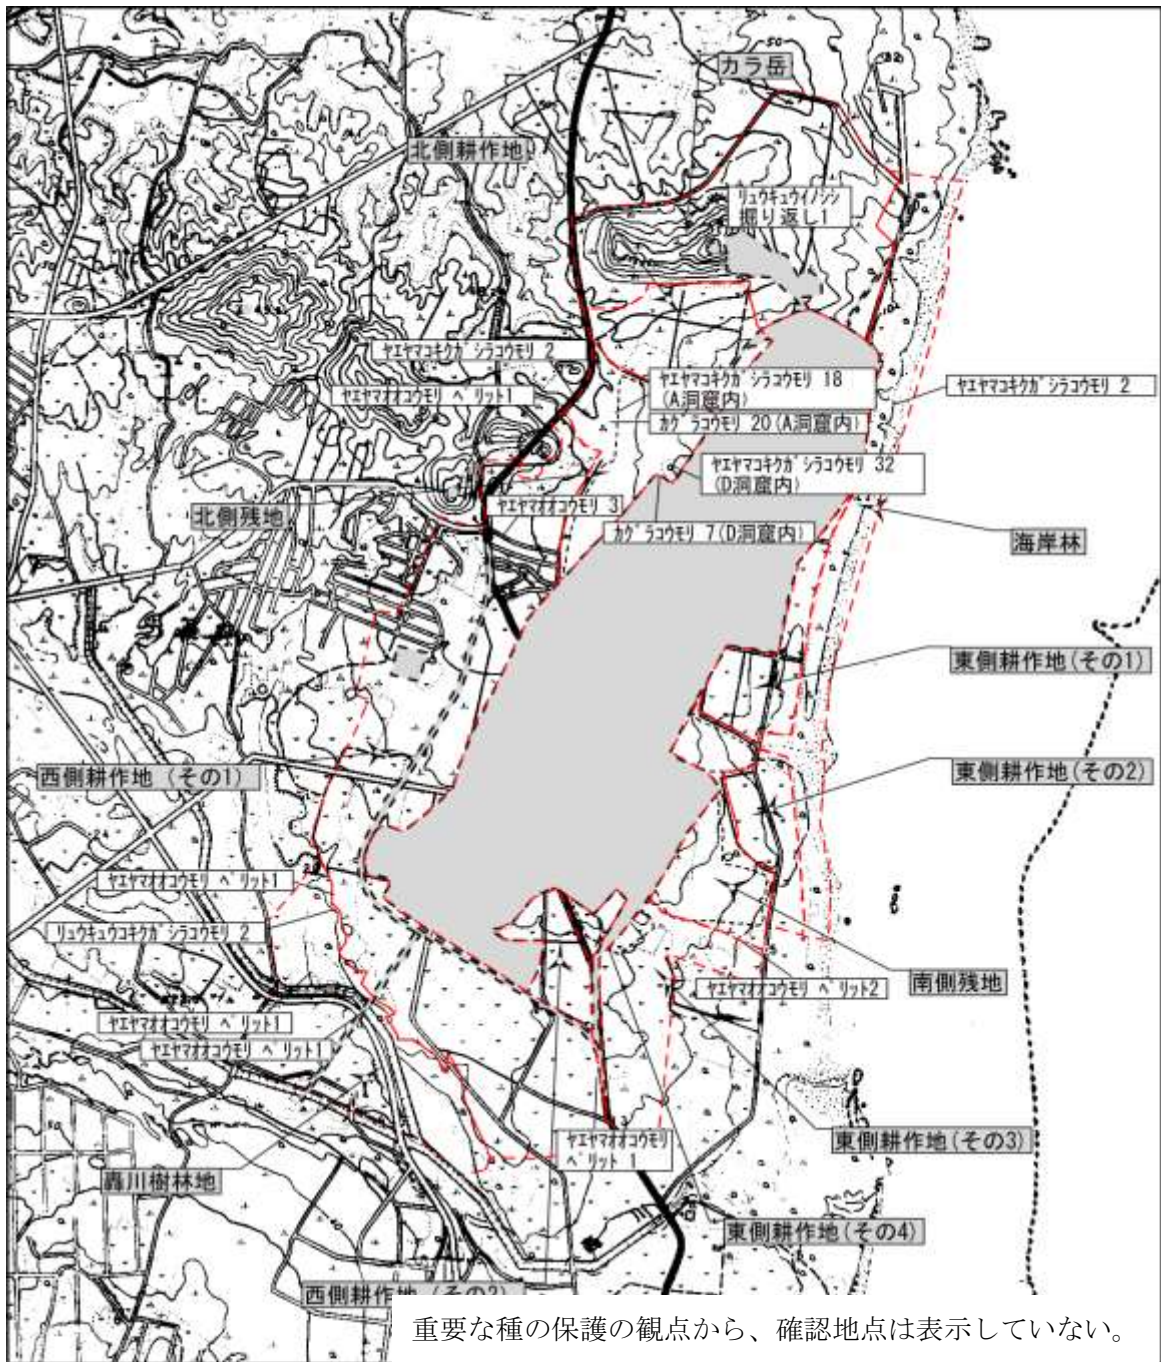 カラ岳
50
北側耕作地
リュウキュウイノシシ
掘り返し1
ヤエヤマコキクガシラコウモリ 2
ヤエヤマオオコウモリ ペリット1
ヤエヤマコキクガシラコウモリ 18
(A洞窟内)
ヤエヤマコキクガシラコウモリ 2
カグラコウモリ 20(A洞窟内)
ヤエヤマコキクガシラコウモリ 32
(D洞窟内)
ヤエヤマオオコウモリ 3
北側残地
カグラコウモリ 7(D洞窟内)
海岸林
東側耕作地(その1)
西側耕作地 (その1)
東側耕作地(その2)
ヤエヤマオオコウモリ ペリット1
リュウキュウコキクガシラコウモリ 2
南側残地
ヤエヤマオオコウモリ ペリット2
ヤエヤマオオコウモリ ペリット1
ヤエヤマオオコウモリ ペリット1
ヤエヤマオオコウモリ
ペリット 1
東側耕作地(その3)
轟川樹林地
東側耕作地(その4)
西側耕作地 (その2)
重要な種の保護の観点から、確認地点は表示していない。